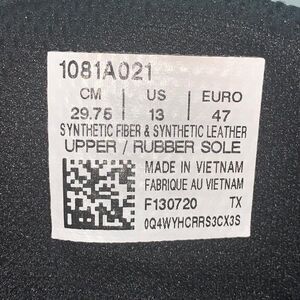 1081A021
CM | US | EURO
29.75 | 13 | 47
SYNTHETIC FIBER & SYNTHETIC LEATHER
UPPER / RUBBER SOLE
MADE IN VIETNAM
FABRIQUE AU VIETNAM
F130720 TX
0Q4WYHCRRS3CX3S